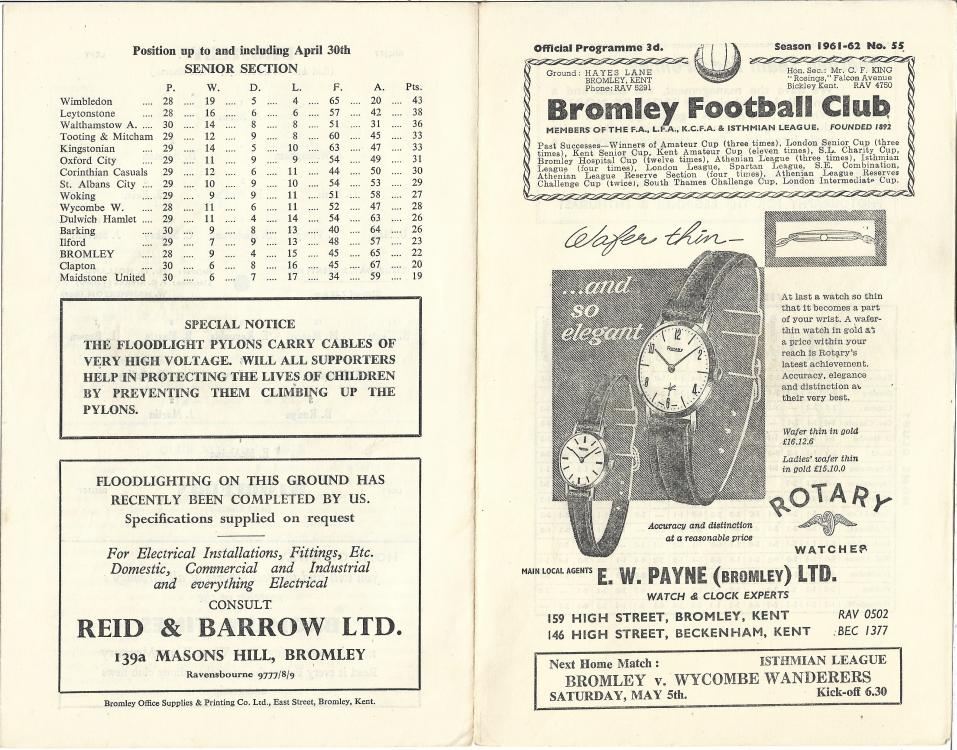 Position up to and including April 30th
SENIOR SECTION
P. W. D. L. F. A. Pts.
Wimbledon .... 28 .... 19 .... 5 .... 4 .... 65 .... 20 .... 43
Leytonstone .... 28 .... 16 .... 6 .... 6 .... 57 .... 42 .... 38
Walthamstow A. .... 30 .... 14 .... 8 .... 8 .... 51 .... 31 .... 36
Tooting & Mitcham 29 .... 12 .... 9 .... 8 .... 60 .... 45 .... 33
Kingstonian .... 29 .... 14 .... 5 .... 10 .... 63 .... 47 .... 33
Oxford City .... 29 .... 11 .... 9 .... 9 .... 54 .... 49 .... 31
Corinthian Casuals 29 .... 12 .... 6 .... 11 .... 44 .... 50 .... 30
St. Albans City .... 29 .... 10 .... 9 .... 10 .... 54 .... 53 .... 29
Woking .... 29 .... 9 .... 9 .... 11 .... 51 .... 58 .... 27
Wycombe W. .... 28 .... 11 .... 6 .... 11 .... 52 .... 47 .... 28
Dulwich Hamlet .... 29 .... 11 .... 4 .... 14 .... 54 .... 63 .... 26
Barking .... 30 .... 9 .... 8 .... 13 .... 40 .... 64 .... 26
Ilford .... 29 .... 7 .... 9 .... 13 .... 48 .... 57 .... 23
BROMLEY .... 28 .... 9 .... 4 .... 15 .... 45 .... 65 .... 22
Clapton .... 30 .... 6 .... 8 .... 16 .... 45 .... 67 .... 20
Maidstone United 30 .... 6 .... 7 .... 17 .... 34 .... 59 .... 19
SPECIAL NOTICE
THE FLOODLIGHT PYLONS CARRY CABLES OF
VERY HIGH VOLTAGE. WILL ALL SUPPORTERS
HELP IN PROTECTING THE LIVES OF CHILDREN
BY PREVENTING THEM CLIMBING UP THE
PYLONS.
FLOODLIGHTING ON THIS GROUND HAS
RECENTLY BEEN COMPLETED BY US.
Specifications supplied on request
For Electrical Installations, Fittings, Etc.
Domestic, Commercial and Industrial
and everything Electrical
CONSULT
REID & BARROW LTD.
139a MASONS HILL, BROMLEY
Ravensbourne 9777/8/9
Bromley Office Supplies & Printing Co. Ltd., East Street, Bromley, Kent.
Official Programme 3d. Season 1961-62 No. 55
Ground: HAYES LANE
BROMLEY, KENT
Phone: RAV 5291
Hon. Sec.: Mr. C. F. KING
"Rosings," Falcon Avenue
Bickley Kent. RAV 4750
Bromley Football Club
MEMBERS OF THE F.A., L.F.A., K.C.F.A. & ISTHMIAN LEAGUE. FOUNDED 1892
Past Successes—Winners of Amateur Cup (three times), London Senior Cup (three
times), Kent Senior Cup, Kent Amateur Cup (eleven times), S.L. Charity Cup,
Bromley Hospital Cup (twelve times), Athenian League (three times), Isthmian
League (four times), London League, Spartan League, S.E. Combination,
Athenian League Reserve Section (four times), Athenian League Reserves
Challenge Cup (twice), South Thames Challenge Cup, London Intermediate Cup.
Wafer thin—
...and
so
elegant
At last a watch so thin
that it becomes a part
of your wrist. A wafer-
thin watch in gold at
a price within your
reach is Rotary's
latest achievement.
Accuracy, elegance
and distinction at
their very best.
Wafer thin in gold
£16.12.6
Ladies' wafer thin
in gold £15.10.0
Accuracy and distinction
at a reasonable price
ROTARY
WATCHES
MAIN LOCAL AGENTS E. W. PAYNE (BROMLEY) LTD.
WATCH & CLOCK EXPERTS
159 HIGH STREET, BROMLEY, KENT RAV 0502
146 HIGH STREET, BECKENHAM, KENT BEC 1377
Next Home Match : ISTHMIAN LEAGUE
BROMLEY v. WYCOMBE WANDERERS
SATURDAY, MAY 5th. Kick-off 6.30